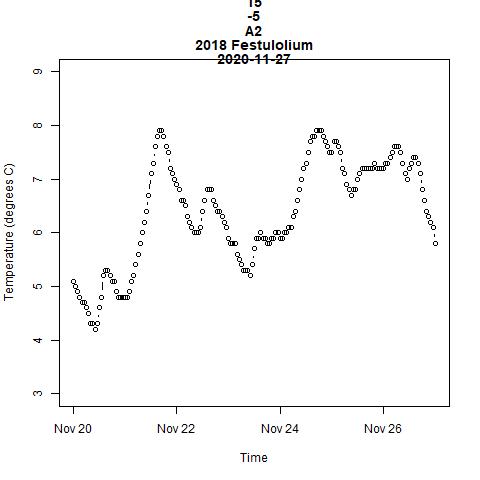 15
-5
A2
2018 Festulolium
2020-11-27
9
8
7
6
5
4
3
Temperature (degrees C)
Nov 20
Nov 22
Nov 24
Nov 26
Time